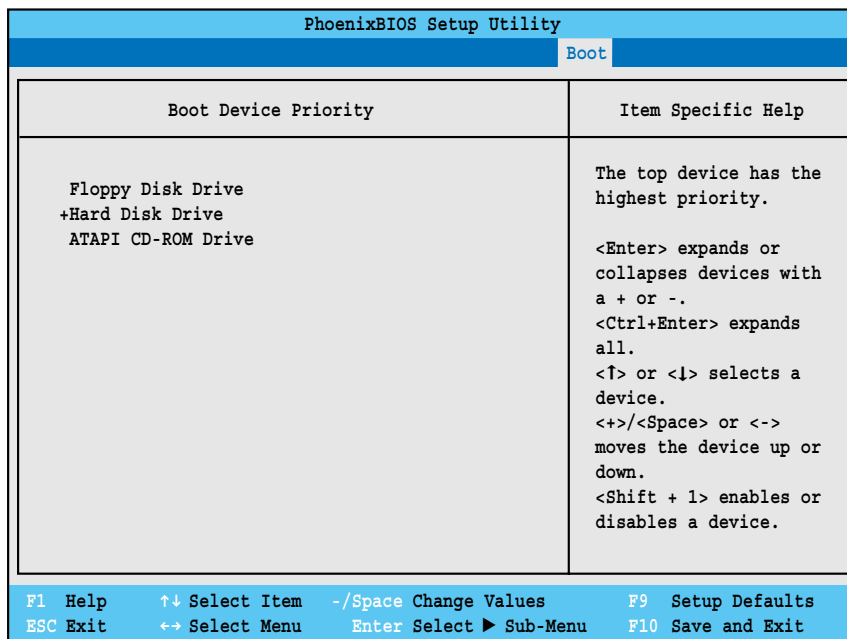 PhoenixBIOS Setup Utility
Boot
Boot Device Priority
Floppy Disk Drive
+Hard Disk Drive
ATAPI CD-ROM Drive
Item Specific Help
The top device has the
highest priority.
<Enter> expands or
collapses devices with
a + or -.
<Ctrl+Enter> expands
all.
<↑> or <↓> selects a
device.
<+>/<Space> or <->
moves the device up or
down.
<Shift + 1> enables or
disables a device.
F1 Help ↑↓ Select Item -/Space Change Values F9 Setup Defaults
ESC Exit ←→ Select Menu Enter Select ▶ Sub-Menu F10 Save and Exit